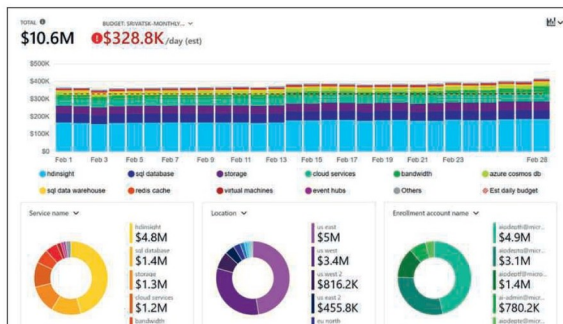 TOTAL
$10.6M
BUDGET: SRIVATSK-MONTHLY...
$328.8K /day (est)
$500K
$400K
$300K
$200K
$100K
$0
Feb 1 Feb 3 Feb 5 Feb 7 Feb 9 Feb 11 Feb 13 Feb 15 Feb 17 Feb 19 Feb 21 Feb 23 Feb 28
hdinsight sql database storage cloud services bandwidth azure cosmos db
sql data warehouse redis cache virtual machines event hubs Others Est daily budget
Service name
hdinsight
$4.8M
sql database
$1.4M
storage
$1.3M
cloud services
$1.2M
bandwidth
Location
us east
$5M
us west
$3.4M
us west 2
$816.2K
us east 2
$455.8K
eu north
Enrollment account name
$4.9M
$3.1M
$1.4M
$780.2K